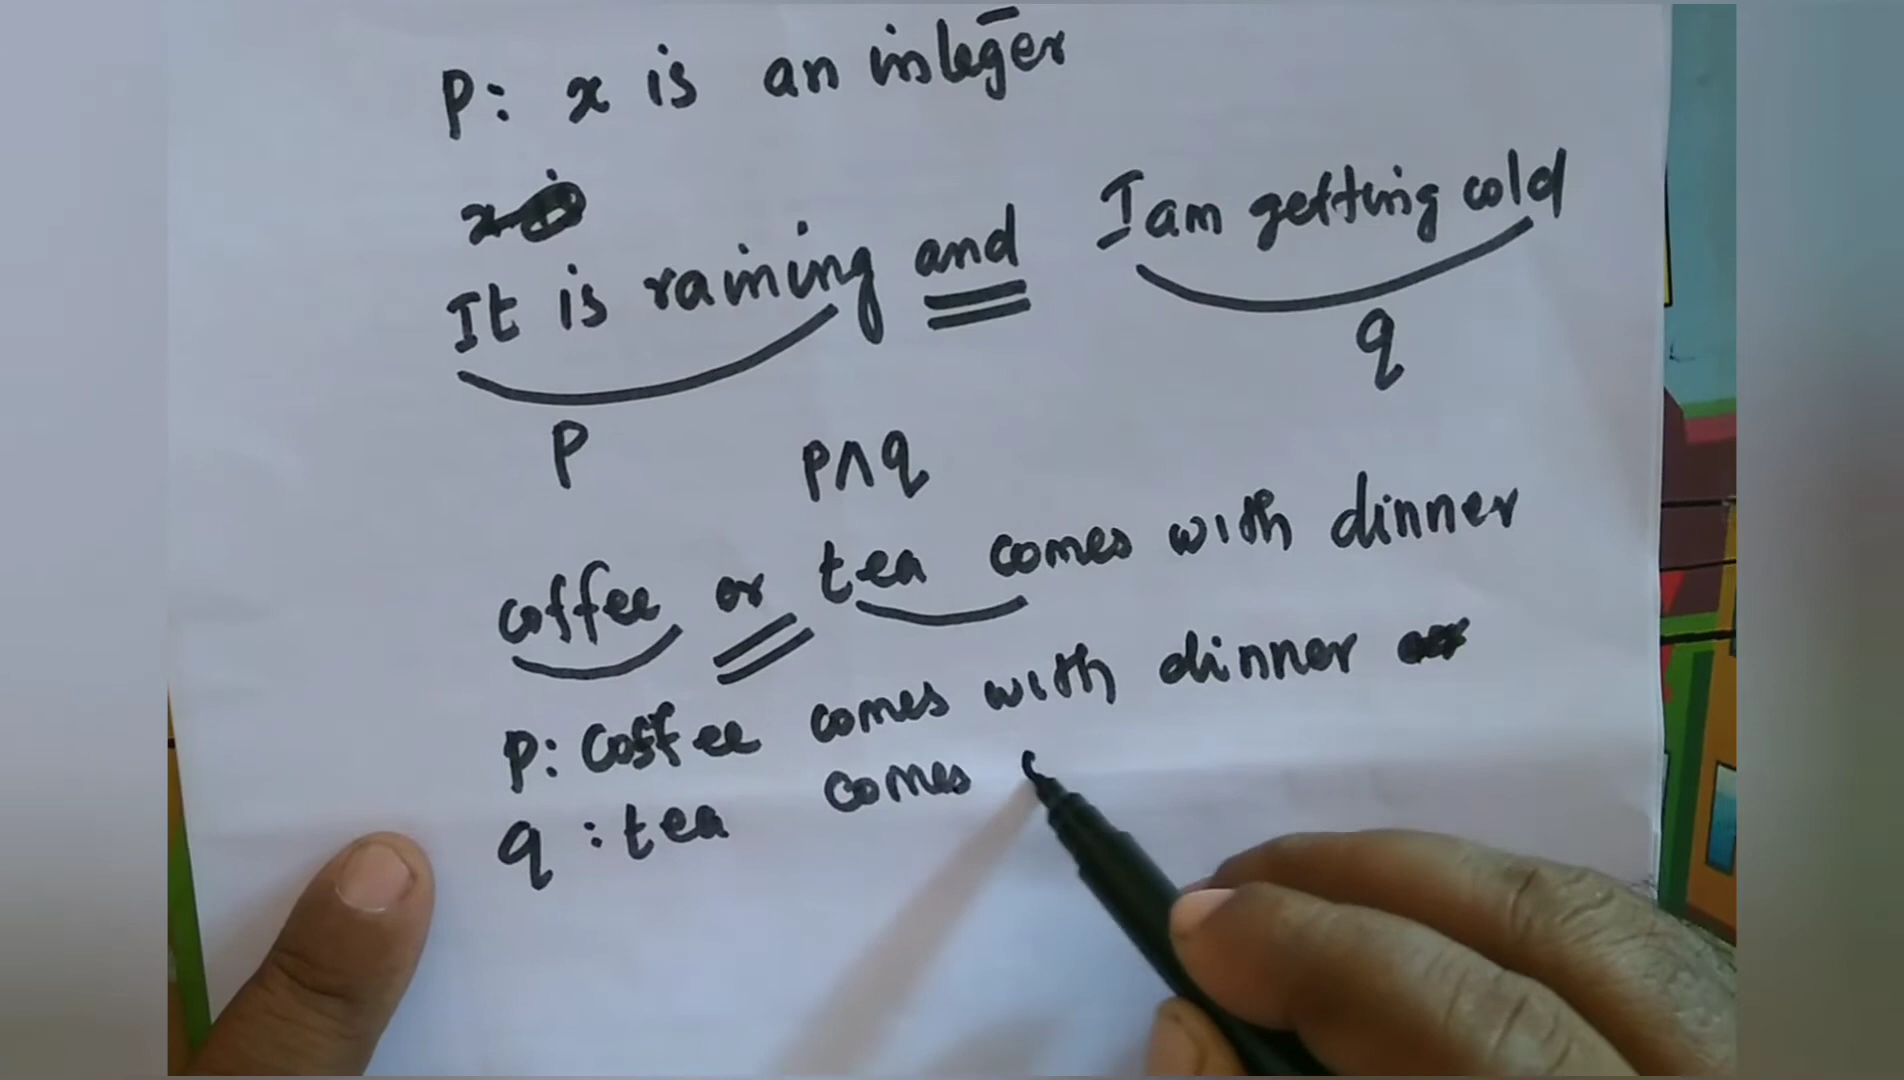 P: x is an integer
x
It is raining and I am getting cold
P q
p∧q
coffee or tea comes with dinner
p: Coffee comes with dinner
q: tea comes